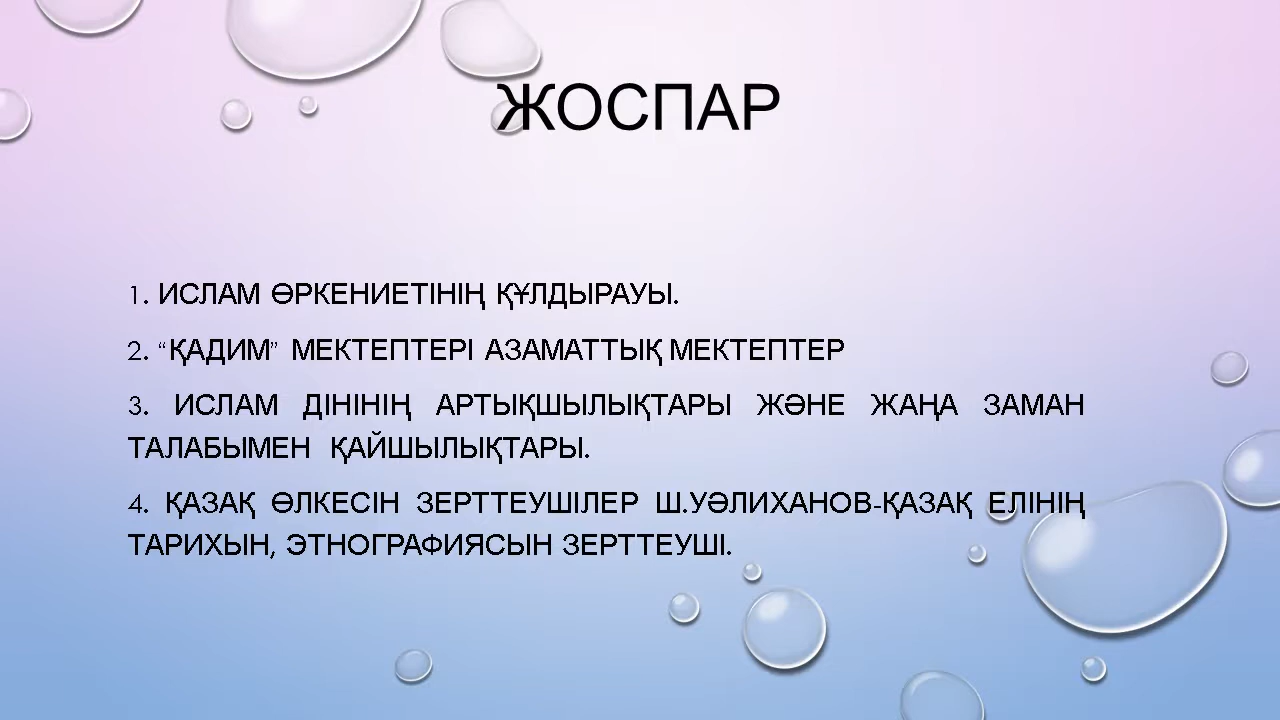 ЖОСПАР
1. ИСЛАМ ӨРКЕНИЕТІНІҢ ҚҰЛДЫРАУЫ.
2. “ҚАДИМ” МЕКТЕПТЕРІ АЗАМАТТЫҚ МЕКТЕПТЕР
3. ИСЛАМ ДІНІНІҢ АРТЫҚШЫЛЫҚТАРЫ ЖӘНЕ ЖАҢА ЗАМАН
ТАЛАБЫМЕН ҚАЙШЫЛЫҚТАРЫ.
4. ҚАЗАҚ ӨЛКЕСІН ЗЕРТТЕУШІЛЕР Ш.УӘЛИХАНОВ-ҚАЗАҚ ЕЛІНІҢ
ТАРИХЫН, ЭТНОГРАФИЯСЫН ЗЕРТТЕУШІ.